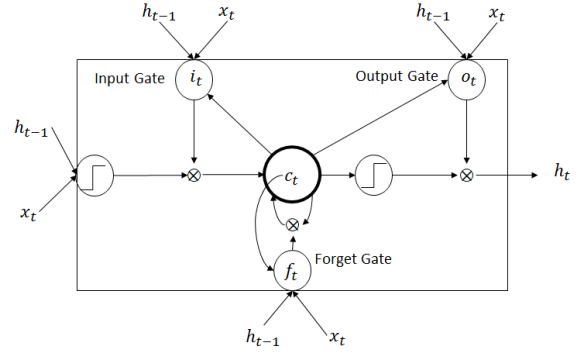 h_{t-1} x_t h_{t-1} x_t
Input Gate i_t Output Gate o_t
h_{t-1}
c_t h_t
x_t
f_t Forget Gate
h_{t-1} x_t